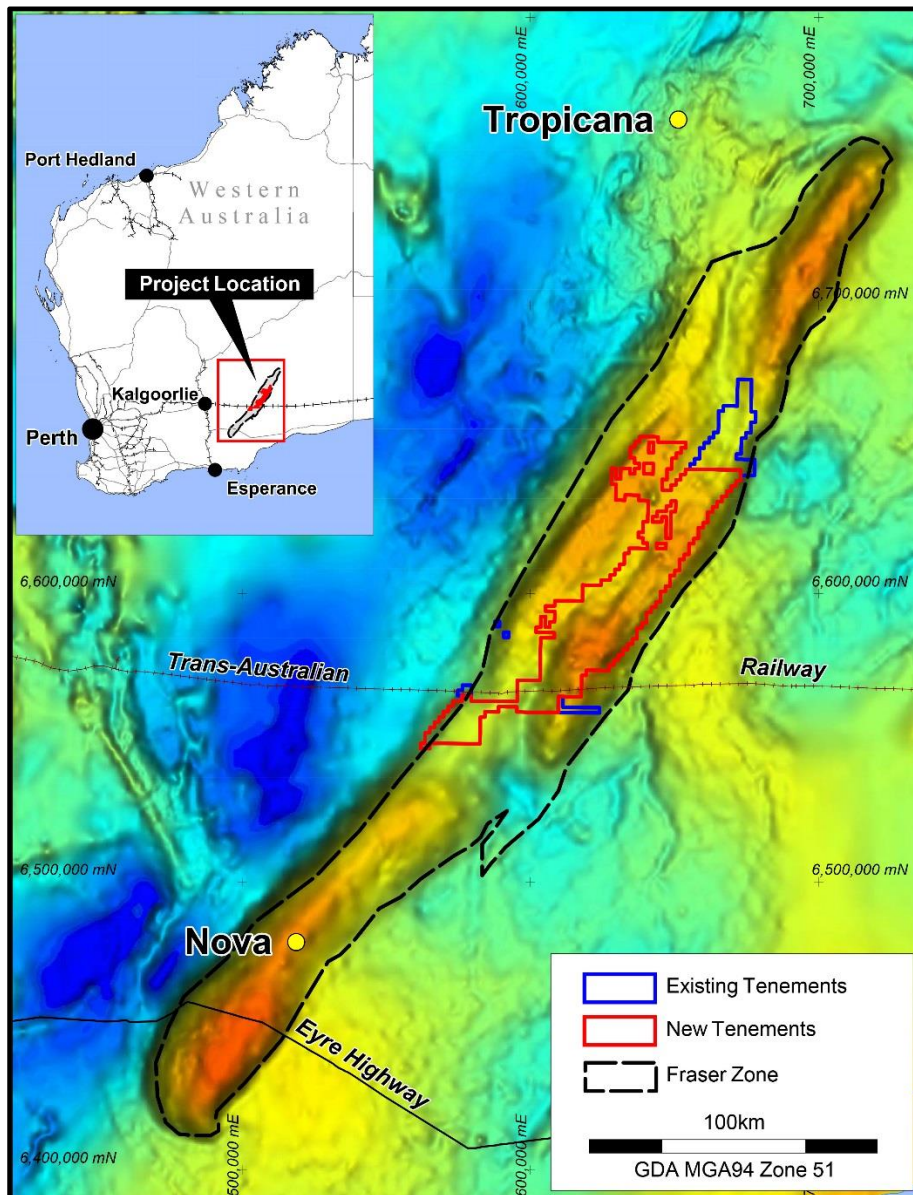 600,000 mE
700,000 mE
Tropicana
Port Hedland
Western
Australia
Project Location
6,700,000 mN
Kalgoorlie
Perth
Esperance
6,600,000 mN
6,600,000 mN
Trans-Australian
Railway
6,500,000 mN
6,500,000 mN
Nova
Eyre Highway
Existing Tenements
New Tenements
Fraser Zone
100km
GDA MGA94 Zone 51
6,400,000 mN
500,000 mE
600,000 mE